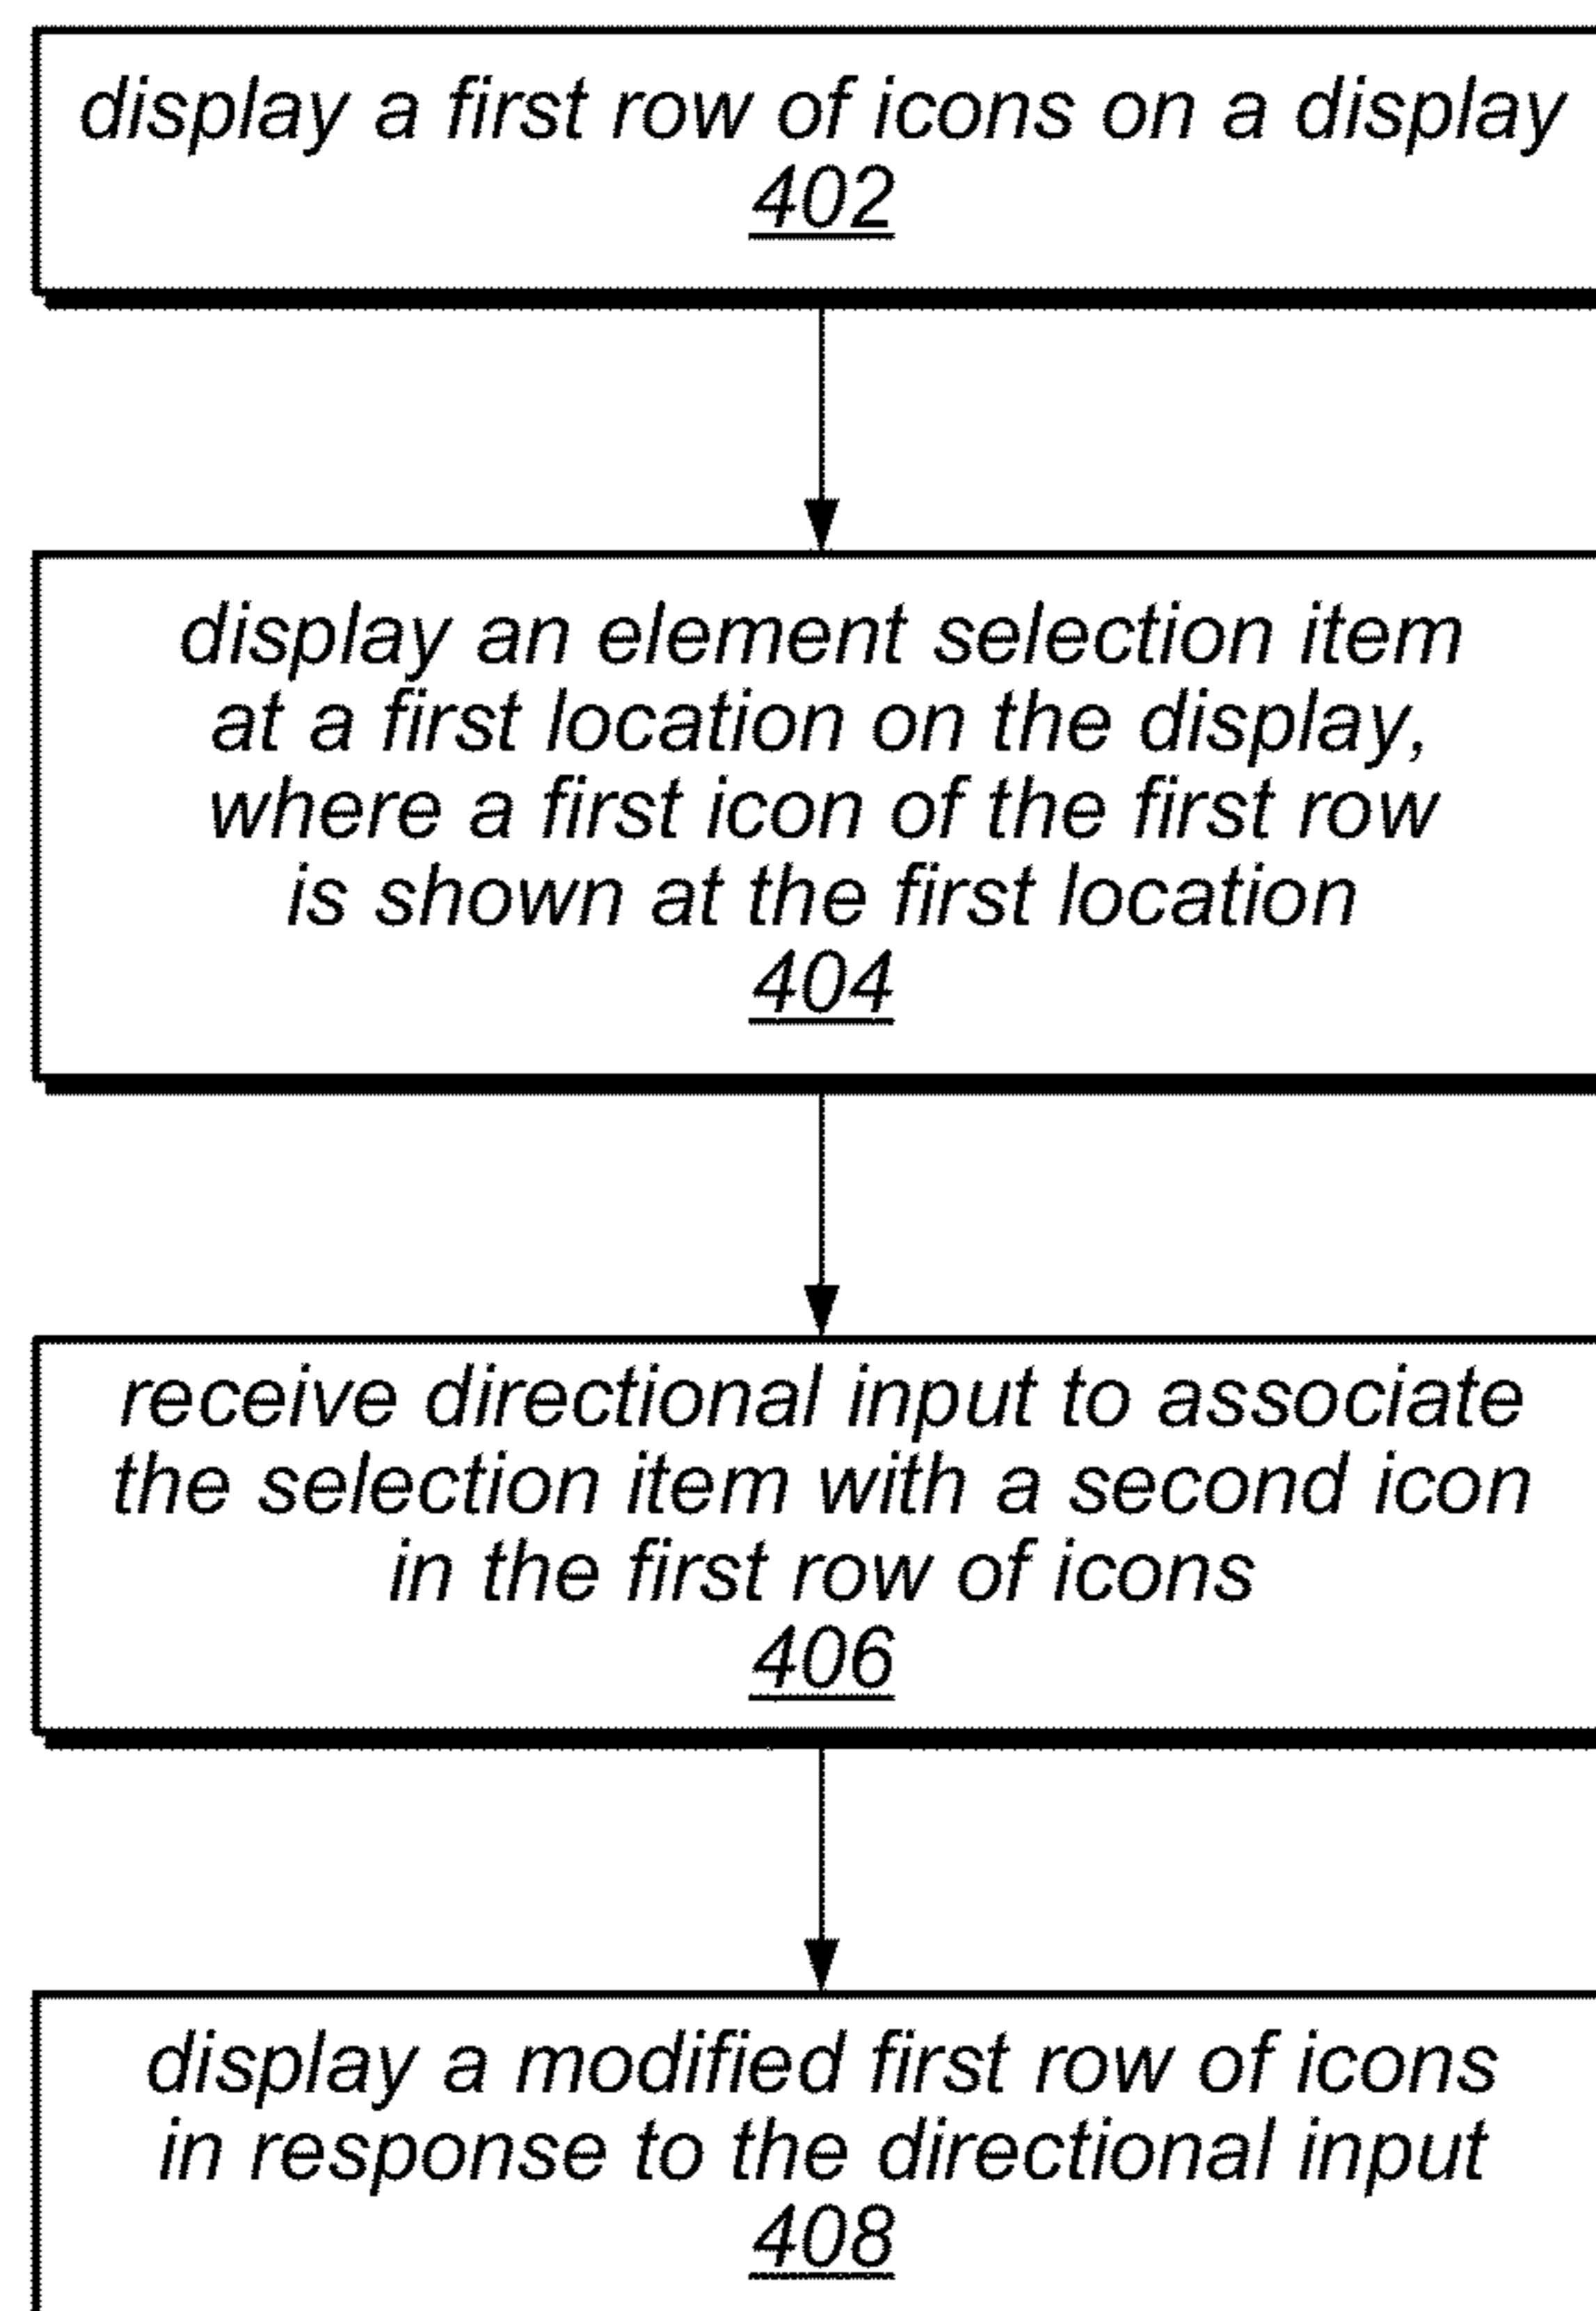 display a first row of icons on a display
402
display an element selection item
at a first location on the display,
where a first icon of the first row
is shown at the first location
404
receive directional input to associate
the selection item with a second icon
in the first row of icons
406
display a modified first row of icons
in response to the directional input
408